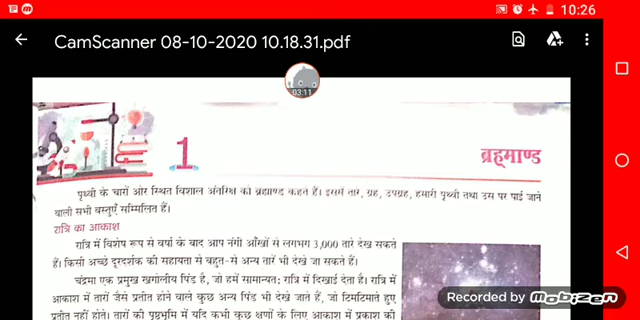 10:26
CamScanner 08-10-2020 10.18.31.pdf
03:11
1
ब्रह्माण्ड
पृथ्वी के चारों ओर स्थित विशाल अंतरिक्ष को ब्रह्माण्ड कहते हैं। इसमें तारे, ग्रह, उपग्रह, हमारी पृथ्वी तथा उस पर पाई जाने
वाली सभी वस्तुएँ सम्मिलित हैं।
रात्रि का आकाश
रात्रि में विशेष रूप से वर्षा के बाद आप नंगी आँखों से लगभग 3,000 तारे देख सकते
हैं। किसी अच्छे दूरदर्शक की सहायता से बहुत-से अन्य तारे भी देखे जा सकते हैं।
चंद्रमा एक प्रमुख खगोलीय पिंड है, जो हमें सामान्यतः रात्रि में दिखाई देता है। रात्रि में
आकाश में तारों जैसे प्रतीत होने वाले कुछ अन्य पिंड भी देखे जाते हैं, जो टिमटिमाते हुए
प्रतीत नहीं होते। तारों की पृष्ठभूमि में यदि कभी कुछ क्षणों के लिए आकाश में प्रकाश की
Recorded by Mobizen